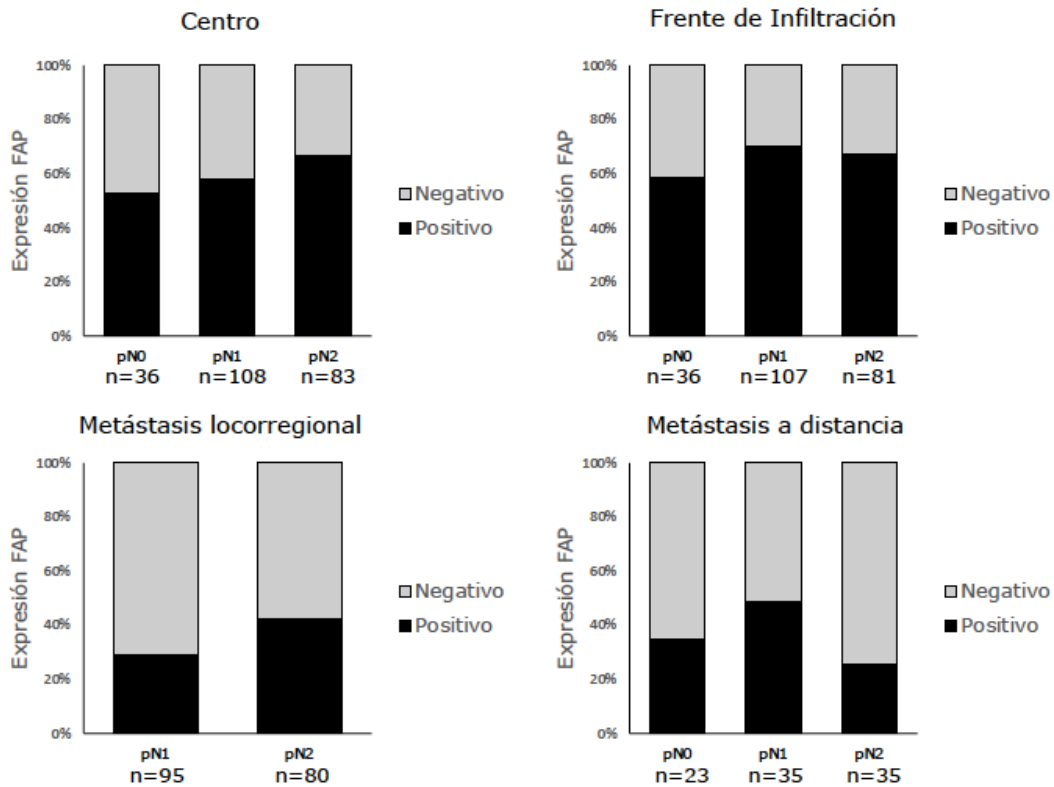 Centro
100%
80%
60%
40%
20%
0%
Expresión FAP
Negativo
Positivo
pN0 pN1 pN2
n=36 n=108 n=83
Frente de Infiltración
100%
80%
60%
40%
20%
0%
Expresión FAP
Negativo
Positivo
pN0 pN1 pN2
n=36 n=107 n=81
Metástasis locorregional
100%
80%
60%
40%
20%
0%
Expresión FAP
Negativo
Positivo
pN1 pN2
n=95 n=80
Metástasis a distancia
100%
80%
60%
40%
20%
0%
Expresión FAP
Negativo
Positivo
pN0 pN1 pN2
n=23 n=35 n=35